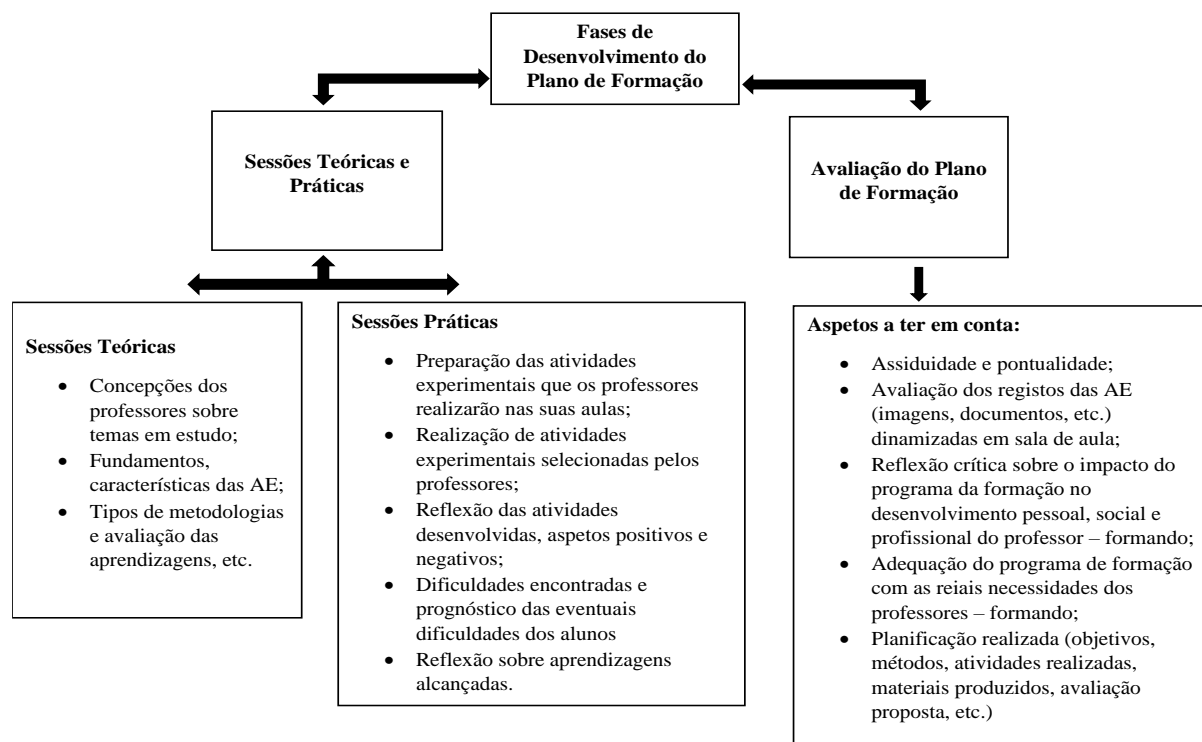 Fases de
Desenvolvimento do
Plano de Formação
Sessões Teóricas e
Práticas
Avaliação do Plano
de Formação
Sessões Teóricas
• Concepções dos
professores sobre
temas em estudo;
• Fundamentos,
características das AE;
• Tipos de metodologias
e avaliação das
aprendizagens, etc.
Sessões Práticas
• Preparação das atividades
experimentais que os professores
realizarão nas suas aulas;
• Realização de atividades
experimentais selecionadas pelos
professores;
• Reflexão das atividades
desenvolvidas, aspetos positivos e
negativos;
• Dificuldades encontradas e
prognóstico das eventuais
dificuldades dos alunos
• Reflexão sobre aprendizagens
alcançadas.
Aspetos a ter em conta:
• Assiduidade e pontualidade;
• Avaliação dos registos das AE
(imagens, documentos, etc.)
dinamizadas em sala de aula;
• Reflexão crítica sobre o impacto do
programa da formação no
desenvolvimento pessoal, social e
profissional do professor – formando;
• Adequação do programa de formação
com as reiais necessidades dos
professores – formando;
• Planificação realizada (objetivos,
métodos, atividades realizadas,
materiais produzidos, avaliação
proposta, etc.)